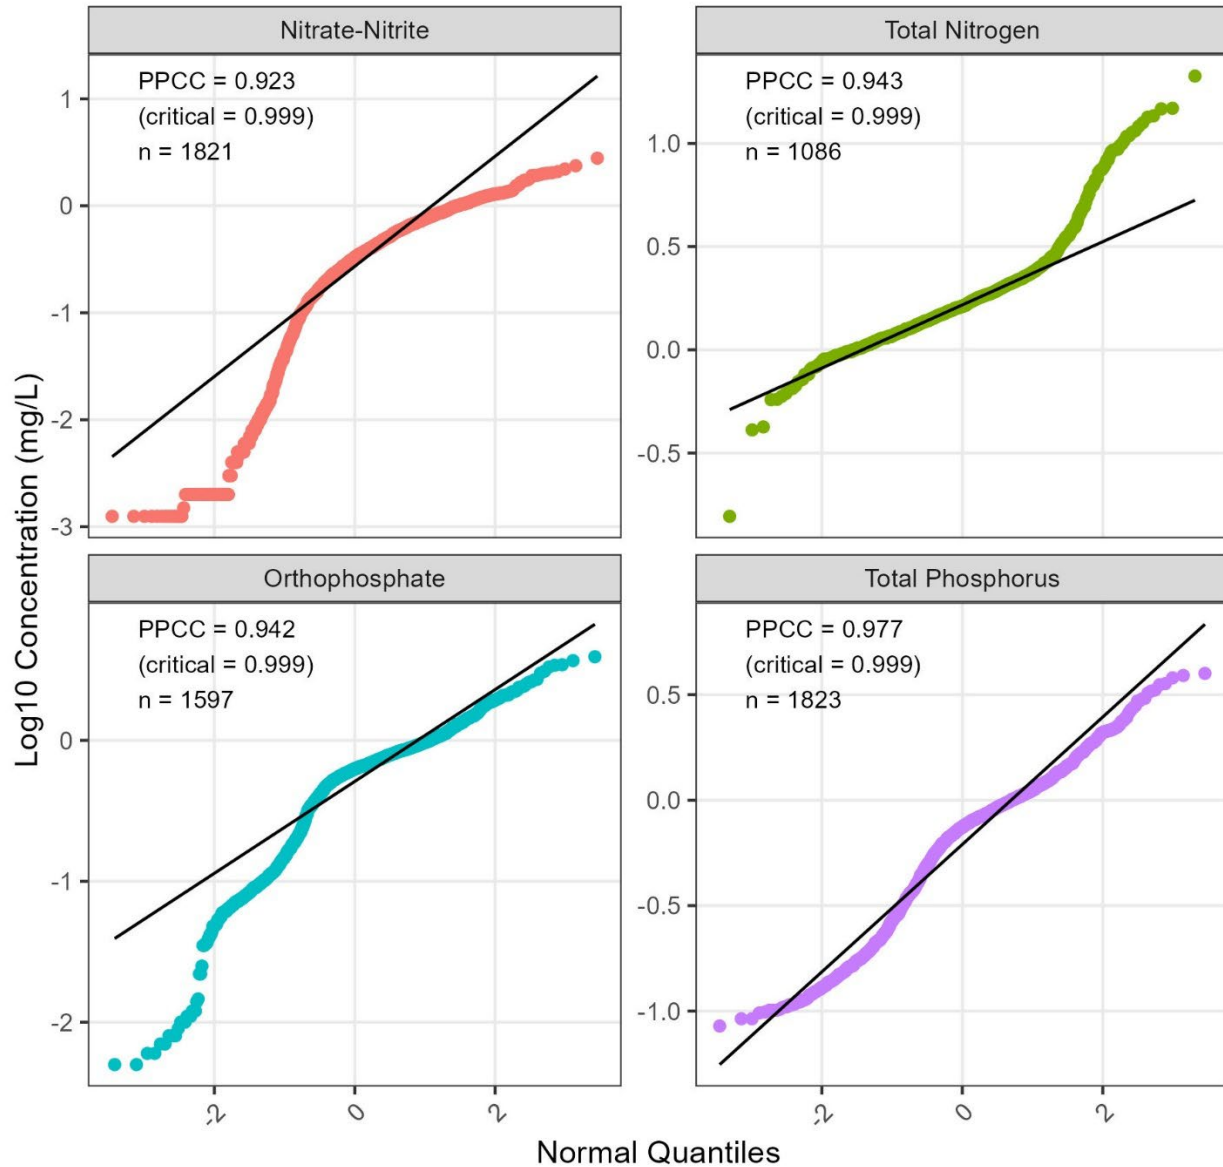 Nitrate-Nitrite
PPCC = 0.923
(critical = 0.999)
n = 1821
1
0
-1
-2
-3
Total Nitrogen
PPCC = 0.943
(critical = 0.999)
n = 1086
1.0
0.5
0.0
-0.5
Log10 Concentration (mg/L)
Orthophosphate
PPCC = 0.942
(critical = 0.999)
n = 1597
0
-1
-2
-2
0
2
Total Phosphorus
PPCC = 0.977
(critical = 0.999)
n = 1823
0.5
0.0
-0.5
-1.0
-2
0
2
Normal Quantiles